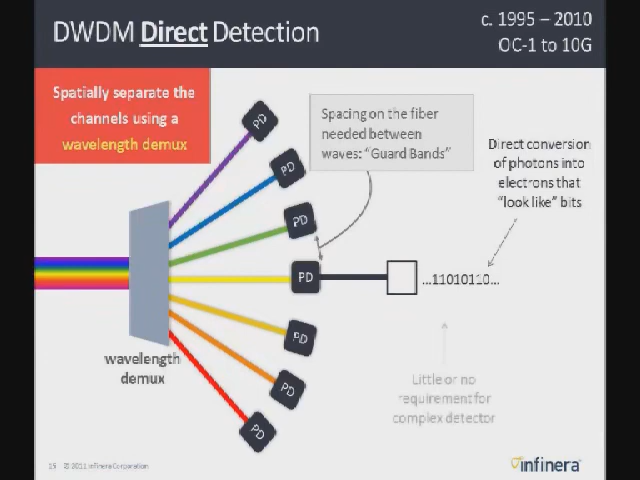 DWDM Direct Detection
c. 1995 – 2010
OC-1 to 10G
Spatially separate the
channels using a
wavelength demux
Spacing on the fiber
needed between
waves: "Guard Bands"
Direct conversion
of photons into
electrons that
"look like" bits
PD
PD
PD
PD
PD
PD
PD
...11010110...
wavelength
demux
Little or no
requirement for
complex detector
15 © 2011 Infinera Corporation
infinera